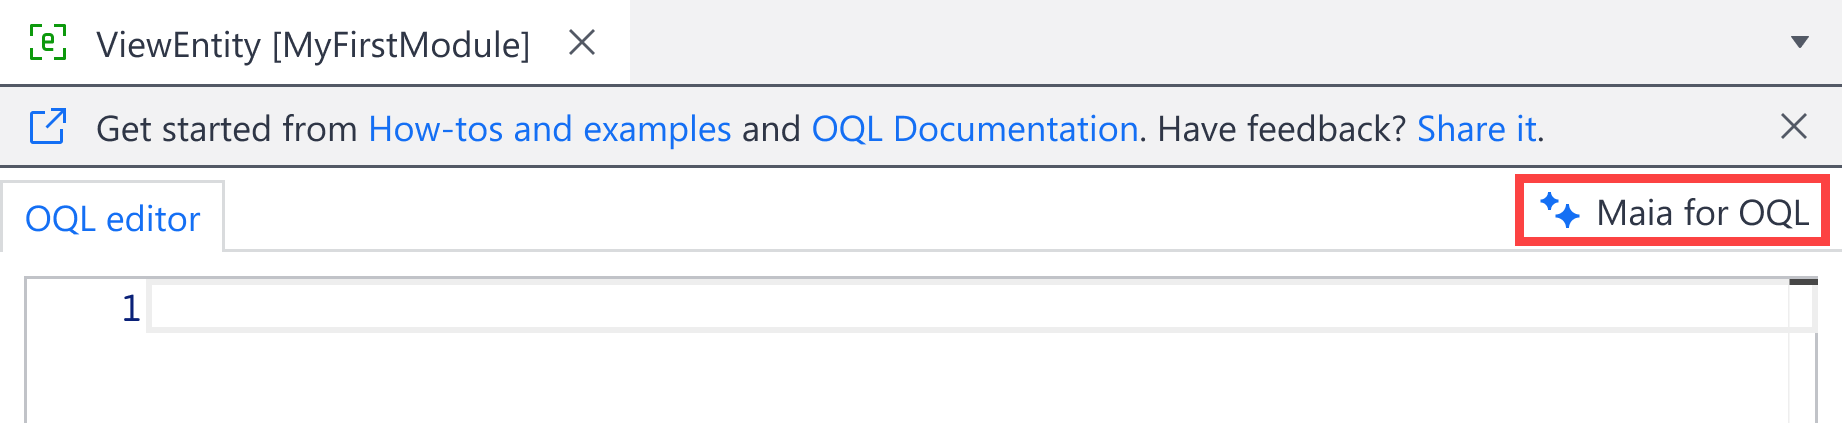 ViewEntity [MyFirstModule]
Get started from How-tos and examples and OQL Documentation. Have feedback? Share it.
OQL editor
Maia for OQL
1